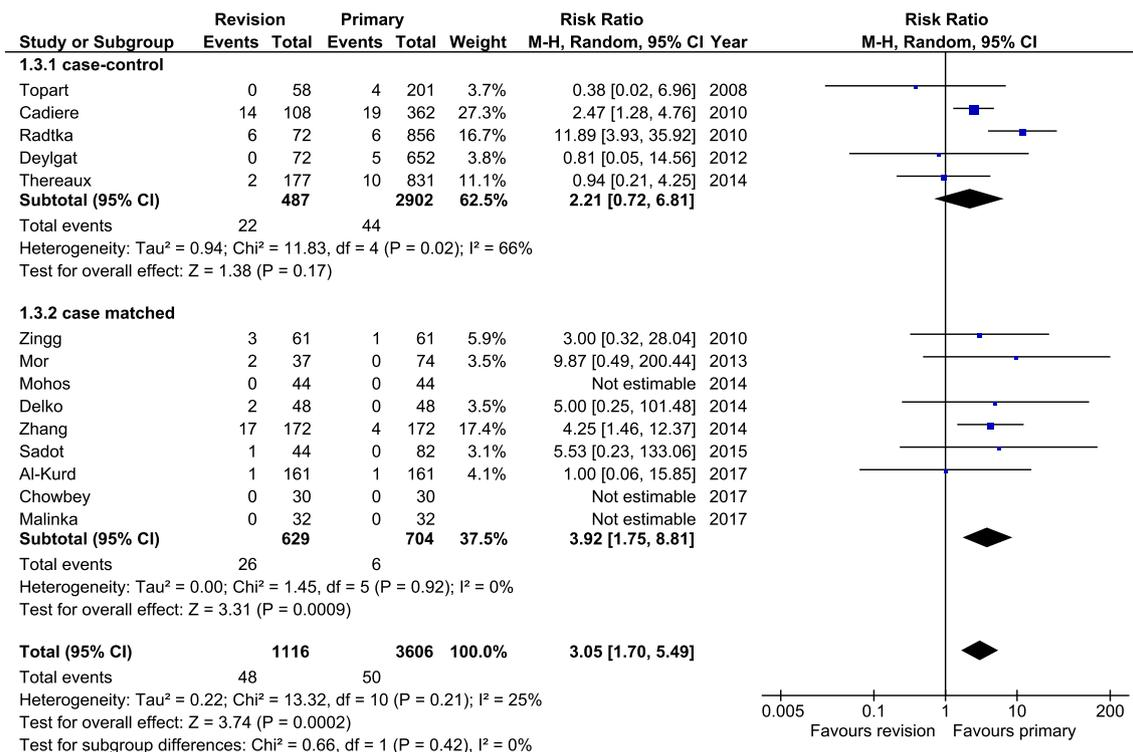 Revision Primary Risk Ratio Risk Ratio
Study or Subgroup Events Total Events Total Weight M-H, Random, 95% CI Year M-H, Random, 95% CI
1.3.1 case-control
Topart 0 58 4 201 3.7% 0.38 [0.02, 6.96] 2008
Cadiere 14 108 19 362 27.3% 2.47 [1.28, 4.76] 2010
Radtka 6 72 6 856 16.7% 11.89 [3.93, 35.92] 2010
Deylgat 0 72 5 652 3.8% 0.81 [0.05, 14.56] 2012
Thereaux 2 177 10 831 11.1% 0.94 [0.21, 4.25] 2014
Subtotal (95% CI) 487 2902 62.5% 2.21 [0.72, 6.81]
Total events 22 44
Heterogeneity: Tau² = 0.94; Chi² = 11.83, df = 4 (P = 0.02); I² = 66%
Test for overall effect: Z = 1.38 (P = 0.17)
1.3.2 case matched
Zingg 3 61 1 61 5.9% 3.00 [0.32, 28.04] 2010
Mor 2 37 0 74 3.5% 9.87 [0.49, 200.44] 2013
Mohos 0 44 0 44 Not estimable 2014
Delko 2 48 0 48 3.5% 5.00 [0.25, 101.48] 2014
Zhang 17 172 4 172 17.4% 4.25 [1.46, 12.37] 2014
Sadot 1 44 0 82 3.1% 5.53 [0.23, 133.06] 2015
Al-Kurd 1 161 1 161 4.1% 1.00 [0.06, 15.85] 2017
Chowbey 0 30 0 30 Not estimable 2017
Malinka 0 32 0 32 Not estimable 2017
Subtotal (95% CI) 629 704 37.5% 3.92 [1.75, 8.81]
Total events 26 6
Heterogeneity: Tau² = 0.00; Chi² = 1.45, df = 5 (P = 0.92); I² = 0%
Test for overall effect: Z = 3.31 (P = 0.0009)
Total (95% CI) 1116 3606 100.0% 3.05 [1.70, 5.49]
Total events 48 50
Heterogeneity: Tau² = 0.22; Chi² = 13.32, df = 10 (P = 0.21); I² = 25%
Test for overall effect: Z = 3.74 (P = 0.0002)
Test for subgroup differences: Chi² = 0.66, df = 1 (P = 0.42), I² = 0%
0.005 0.1 1 10 200
Favours revision Favours primary